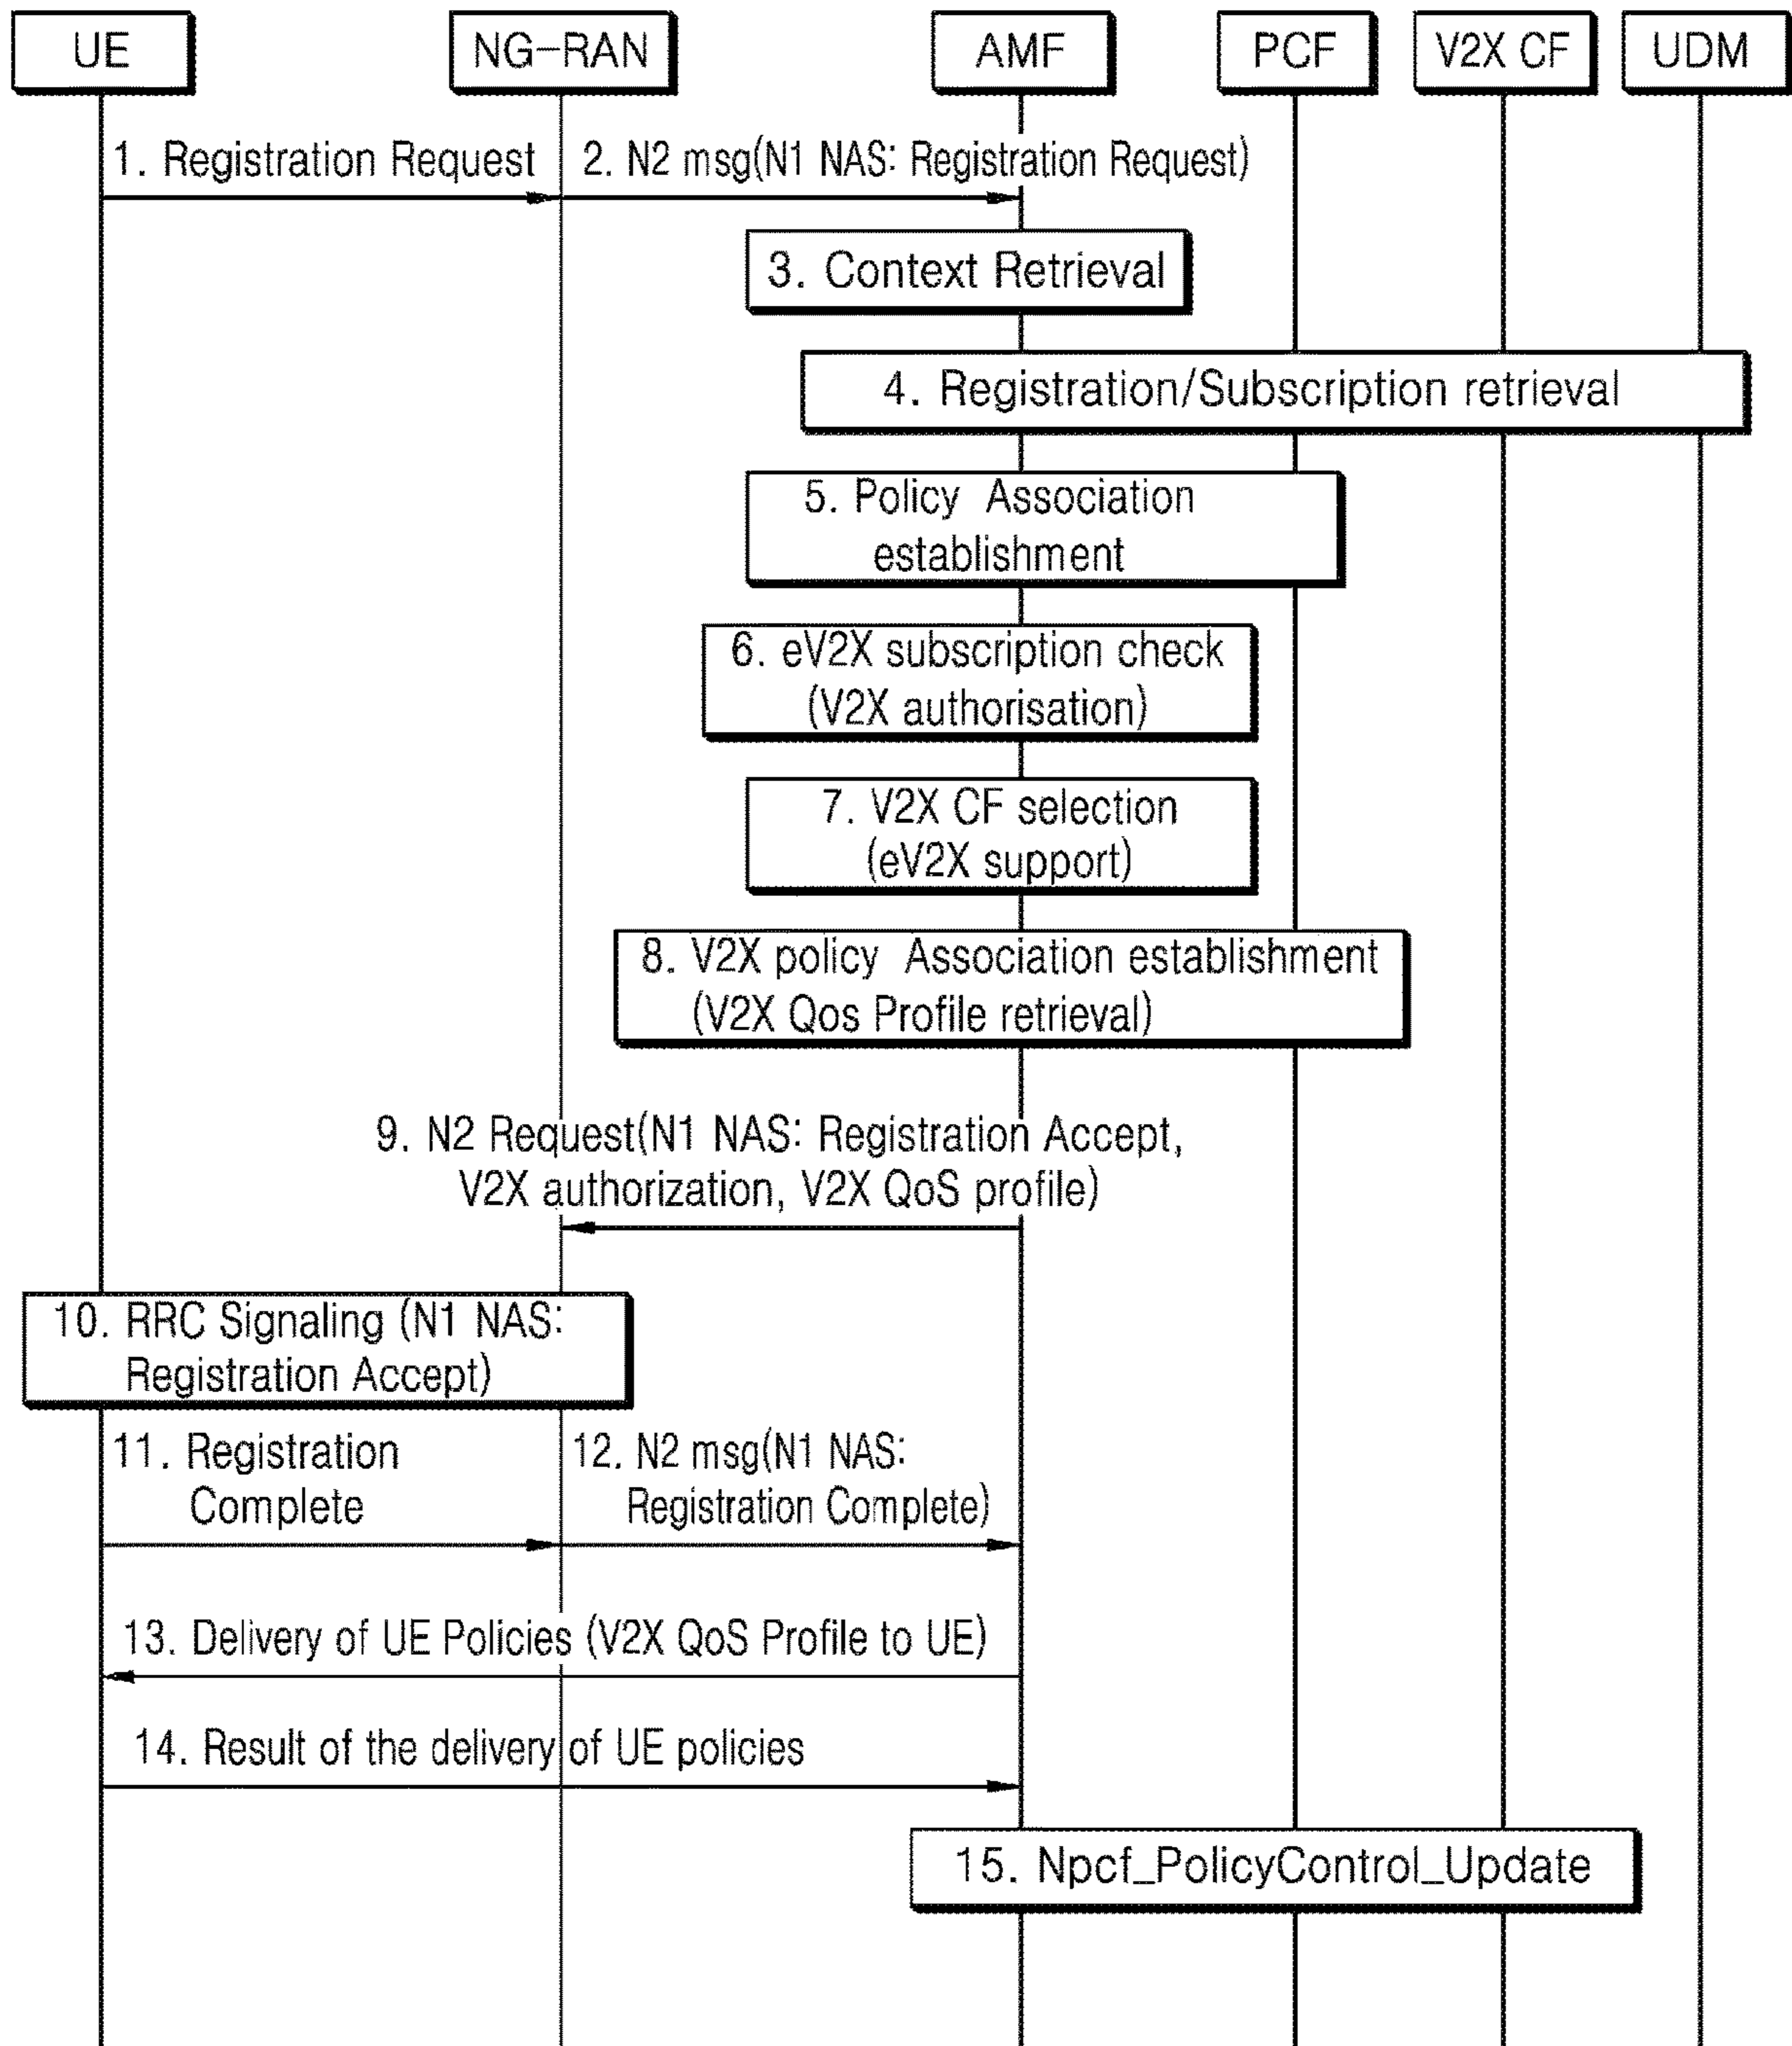 UE
NG-RAN
AMF
PCF
V2X CF
UDM
1. Registration Request
2. N2 msg(N1 NAS: Registration Request)
3. Context Retrieval
4. Registration/Subscription retrieval
5. Policy Association
establishment
6. eV2X subscription check
(V2X authorisation)
7. V2X CF selection
(eV2X support)
8. V2X policy Association establishment
(V2X Qos Profile retrieval)
9. N2 Request(N1 NAS: Registration Accept,
V2X authorization, V2X QoS profile)
10. RRC Signaling (N1 NAS:
Registration Accept)
11. Registration
Complete
12. N2 msg(N1 NAS:
Registration Complete)
13. Delivery of UE Policies (V2X QoS Profile to UE)
14. Result of the delivery of UE policies
15. Npcf_PolicyControl_Update